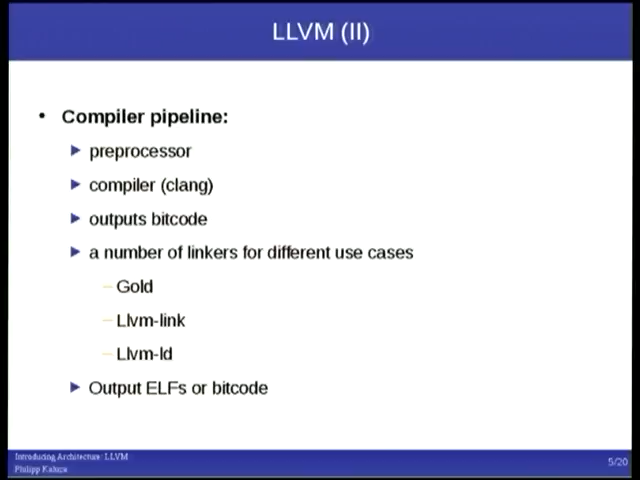 LLVM (II)
• Compiler pipeline:
preprocessor
compiler (clang)
outputs bitcode
a number of linkers for different use cases
– Gold
– Llvm-link
– Llvm-ld
Output ELFs or bitcode
Introducing Architecture: LLVM
Philipp Kaluza
5/20